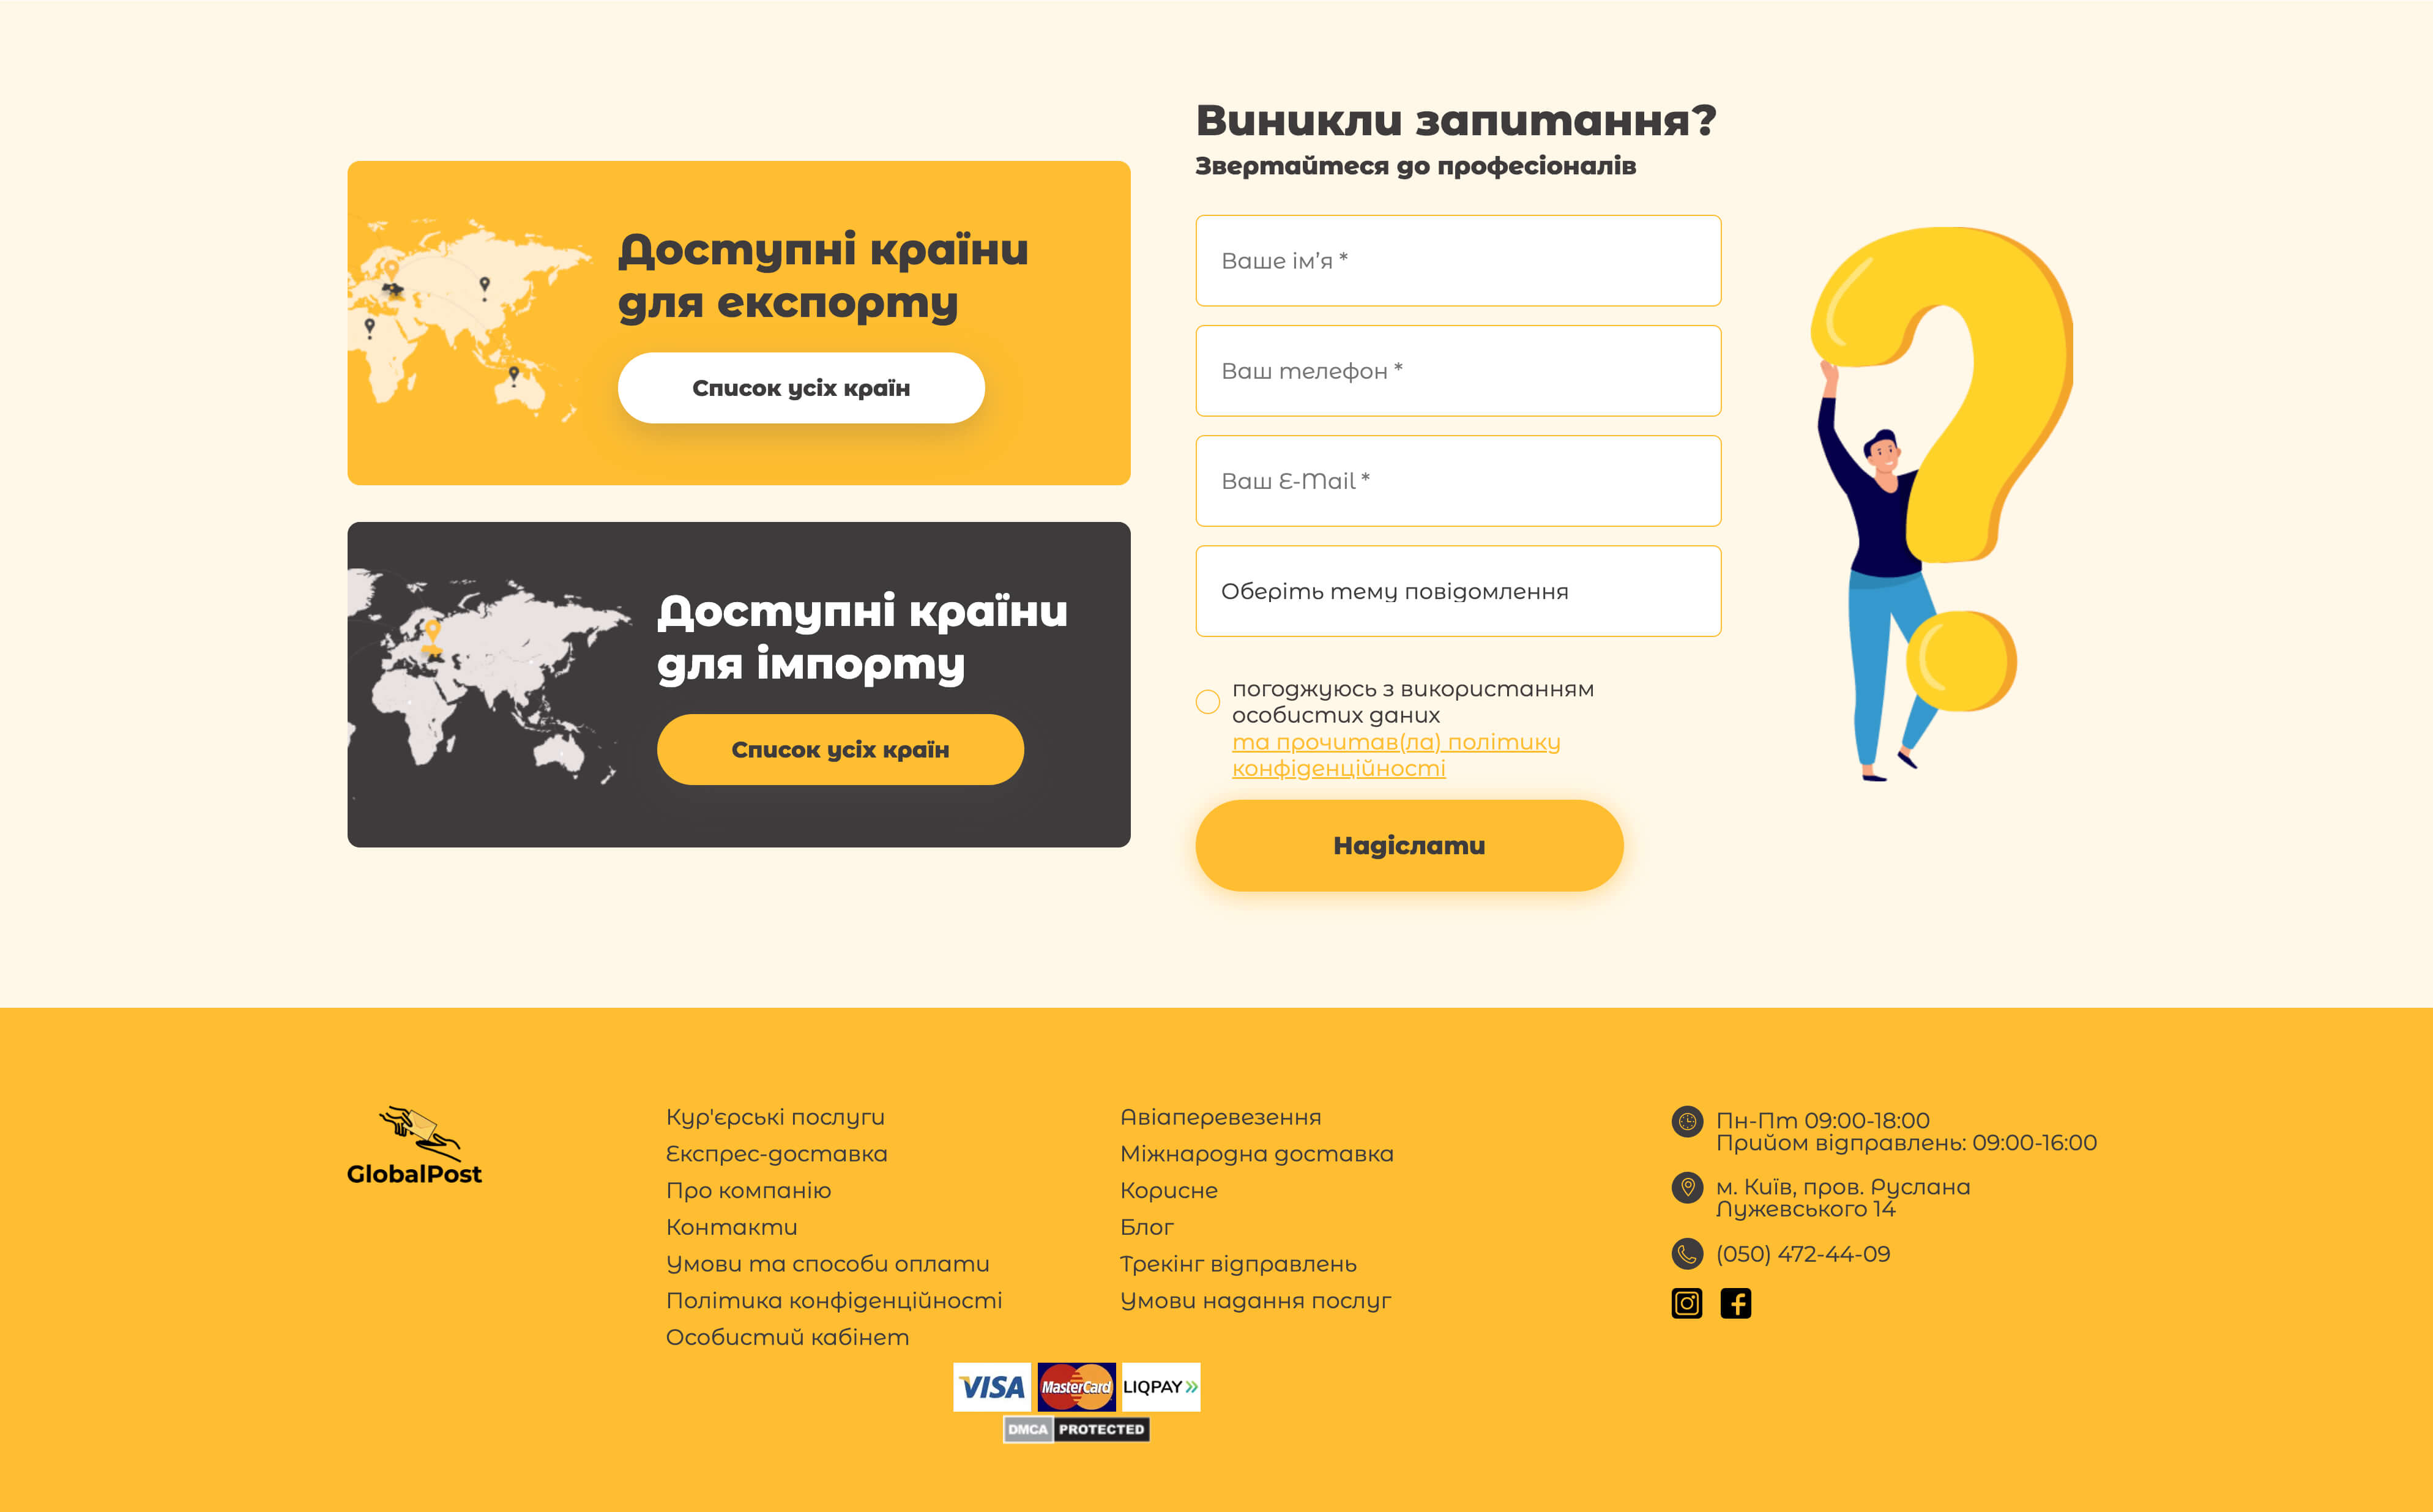 Доступні країни
для експорту
Список усіх країн
Доступні країни
для імпорту
Список усіх країн
Виникли запитання?
Звертайтеся до професіоналів
Ваше ім'я *
Ваш телефон *
Ваш E-Mail *
Оберіть тему повідомлення
погоджуюсь з використанням
особистих даних
та прочитав(ла) політику
конфіденційності
Надіслати
GlobalPost
Кур'єрські послуги
Експрес-доставка
Про компанію
Контакти
Умови та способи оплати
Політика конфіденційності
Особистий кабінет
Авіаперевезення
Міжнародна доставка
Корисне
Блог
Трекінг відправлень
Умови надання послуг
Пн-Пт 09:00-18:00
Прийом відправлень: 09:00-16:00
м. Київ, пров. Руслана
Лужевського 14
(050) 472-44-09
VISA MasterCard LIQPAY
DMCA PROTECTED